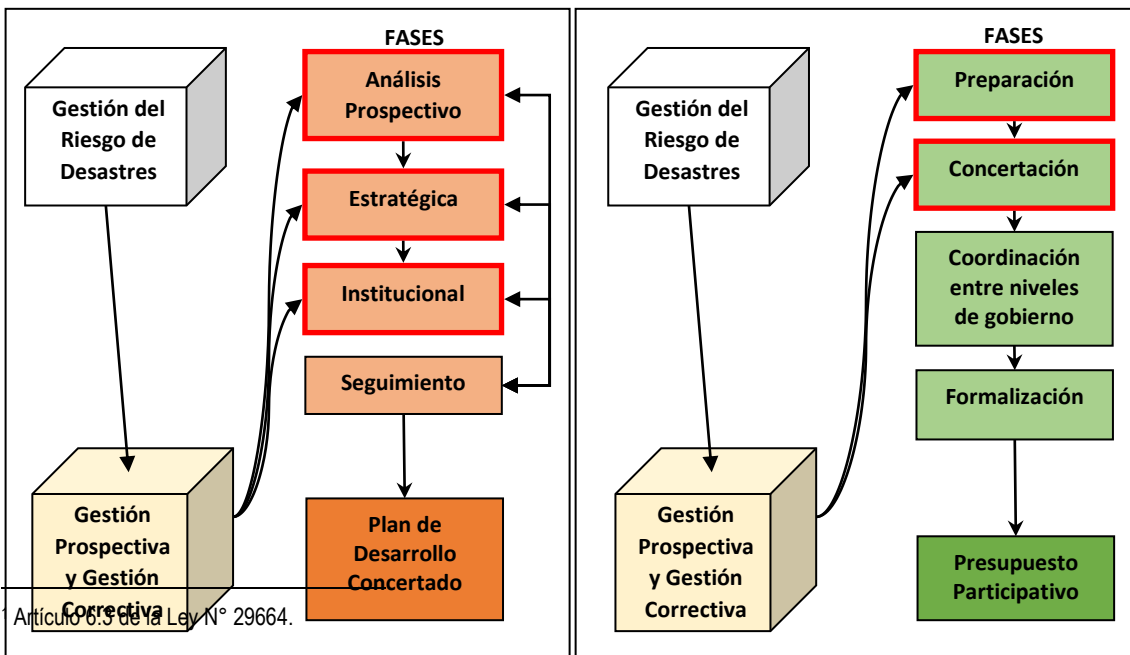 FASES
Gestión del
Riesgo de
Desastres
Análisis
Prospectivo
Estratégica
Institucional
Seguimiento
Gestión
Prospectiva
y Gestión
Correctiva
Plan de
Desarrollo
Concertado
1 Artículo 6.3 de la Ley N° 29664.
FASES
Gestión del
Riesgo de
Desastres
Preparación
Concertación
Coordinación
entre niveles
de gobierno
Formalización
Gestión
Prospectiva
y Gestión
Correctiva
Presupuesto
Participativo